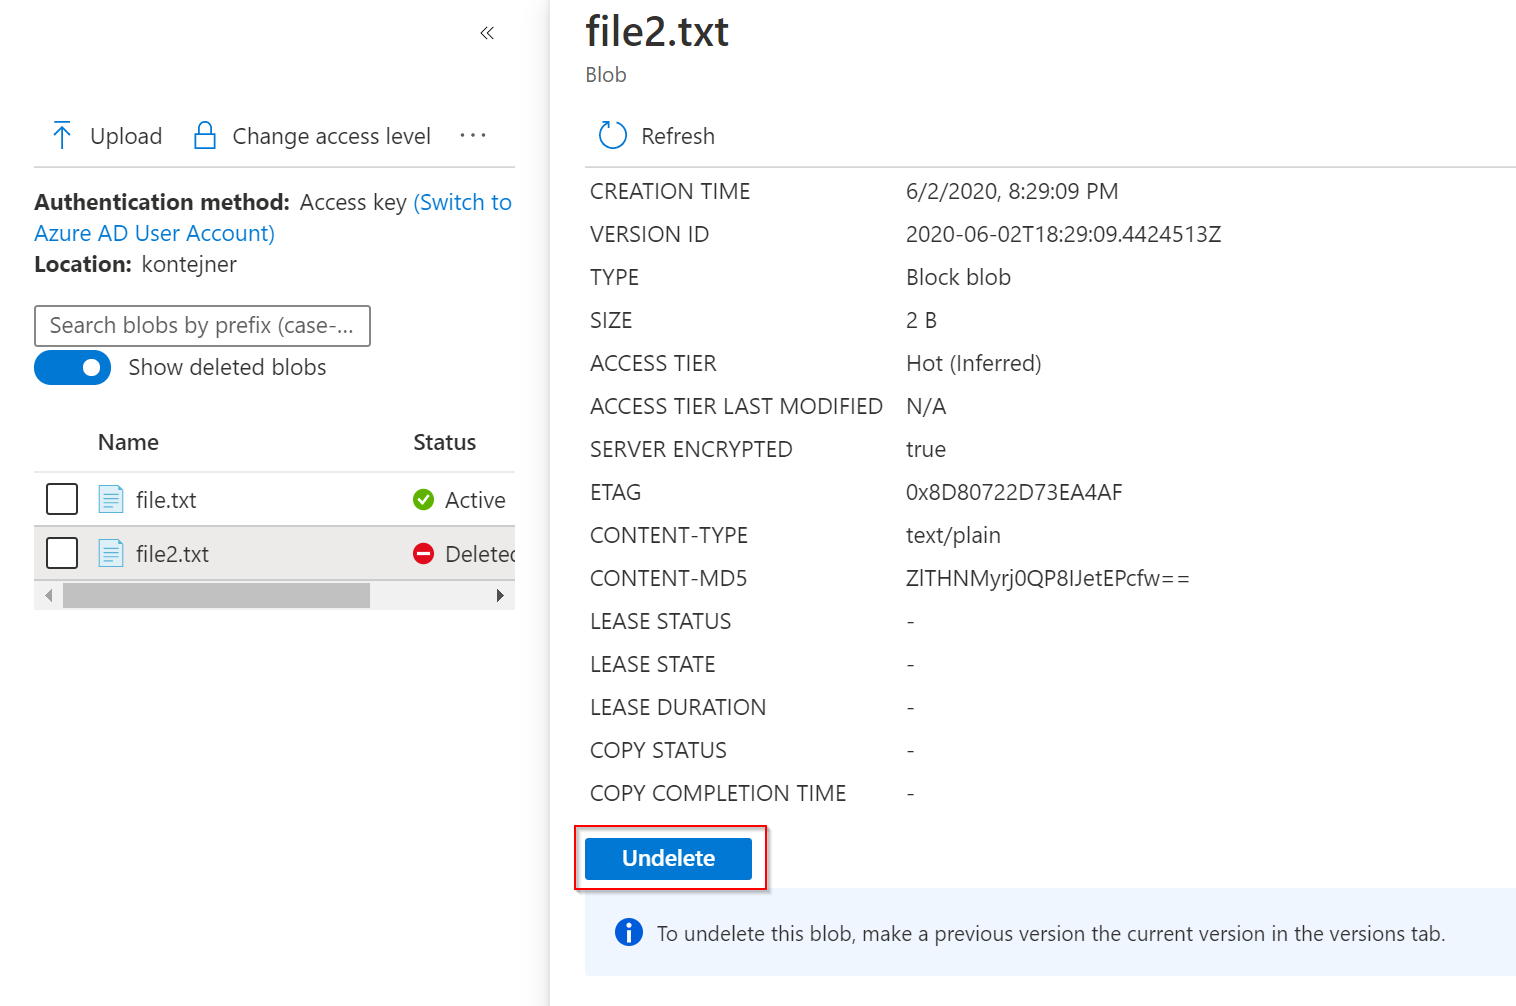 «
Upload Change access level ···
Authentication method: Access key (Switch to
Azure AD User Account)
Location: kontejner
Search blobs by prefix (case-...
Show deleted blobs
Name Status
file.txt Active
file2.txt Deleted
file2.txt
Blob
Refresh
CREATION TIME 6/2/2020, 8:29:09 PM
VERSION ID 2020-06-02T18:29:09.4424513Z
TYPE Block blob
SIZE 2 B
ACCESS TIER Hot (Inferred)
ACCESS TIER LAST MODIFIED N/A
SERVER ENCRYPTED true
ETAG 0x8D80722D73EA4AF
CONTENT-TYPE text/plain
CONTENT-MD5 ZlTHNMyrj0QP8IJetEPcfw==
LEASE STATUS -
LEASE STATE -
LEASE DURATION -
COPY STATUS -
COPY COMPLETION TIME -
Undelete
To undelete this blob, make a previous version the current version in the versions tab.